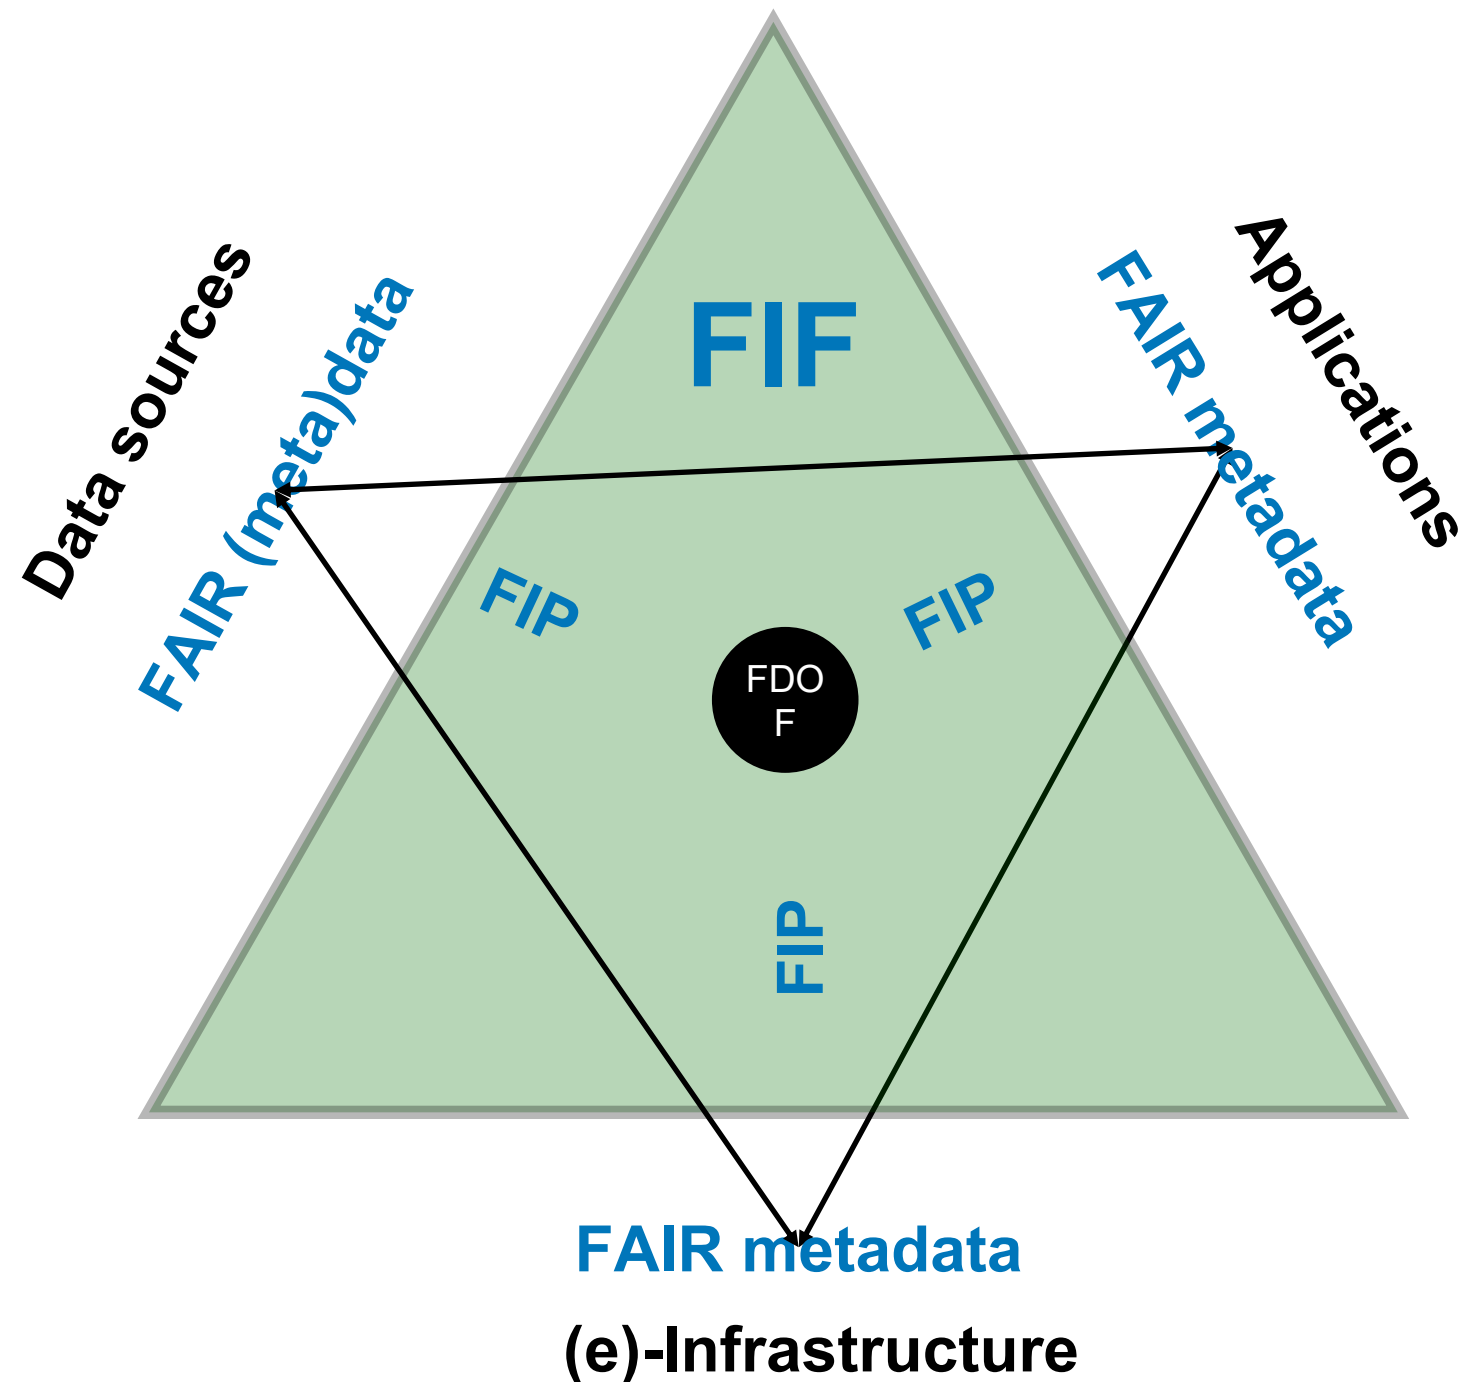 Data sources
FAIR (meta)data
FIF
FAIR metadata
Applications
FIP
FIP
FDO
F
FIP
FAIR metadata
(e)-Infrastructure